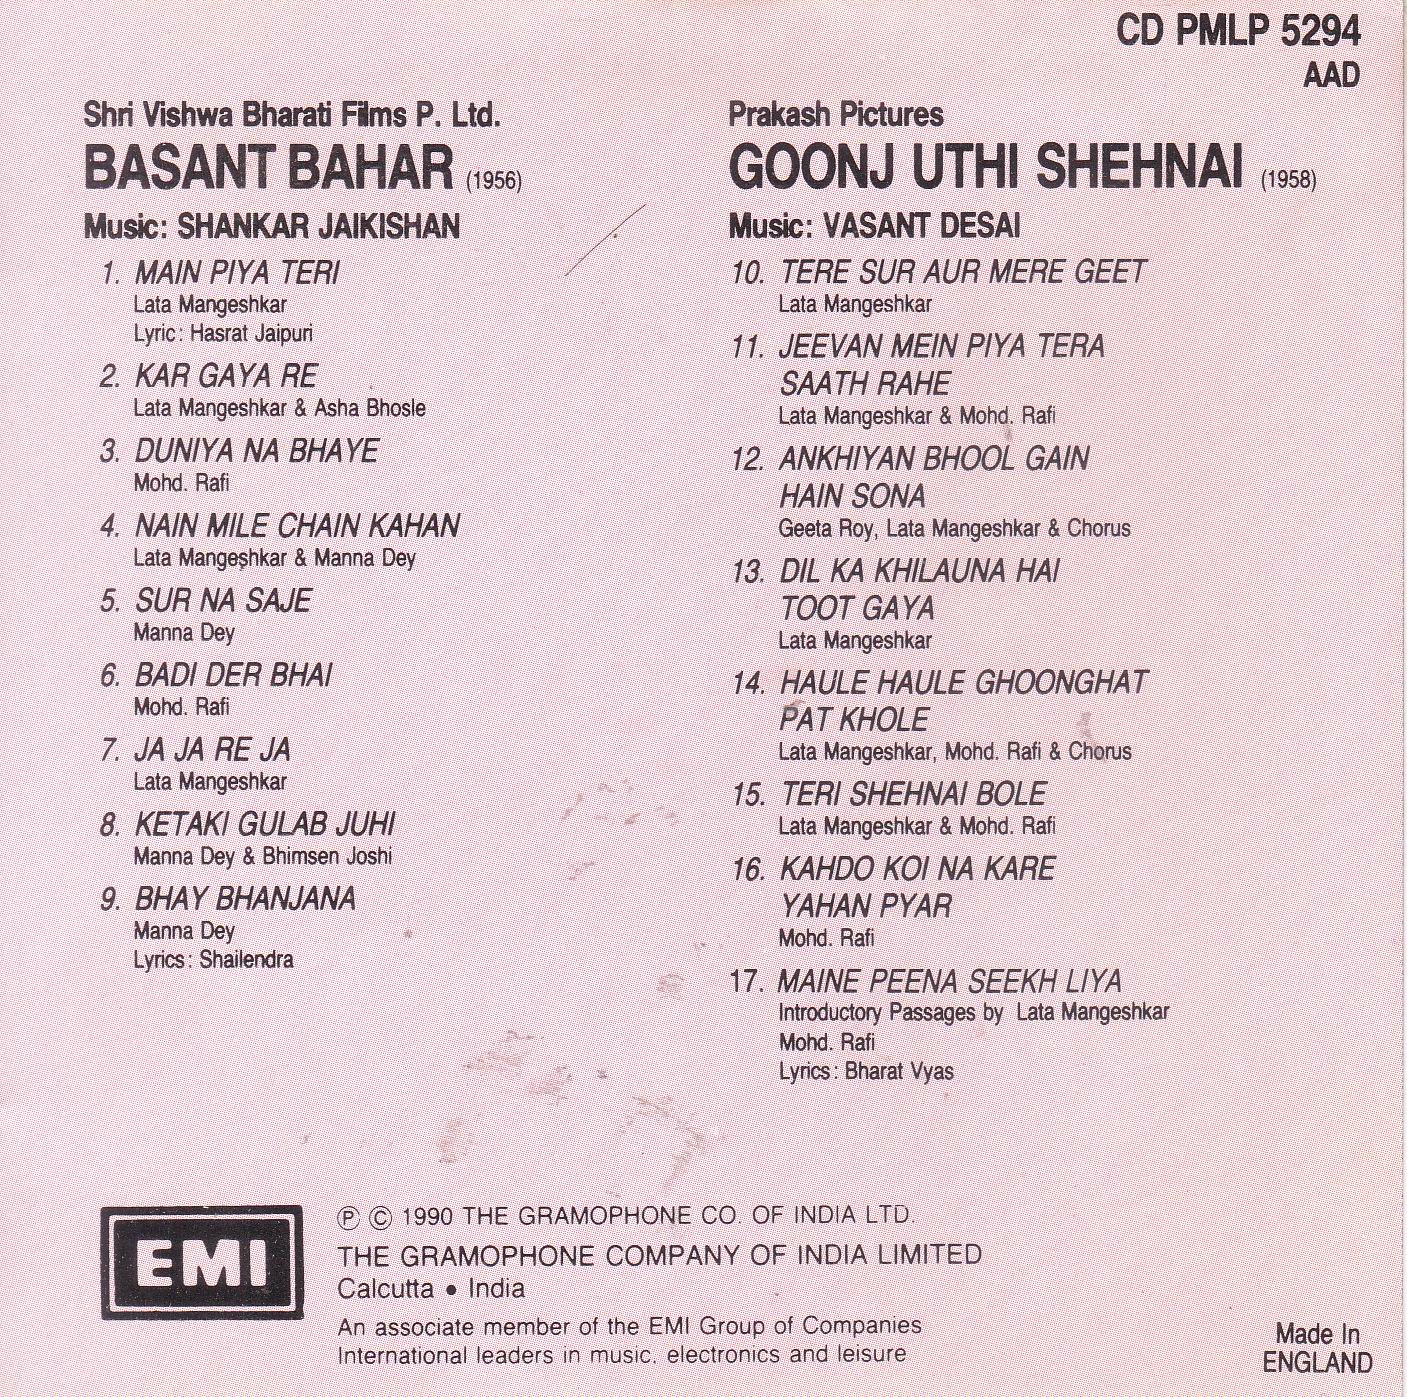 CD PMLP 5294
AAD
Shri Vishwa Bharati Films P. Ltd.
BASANT BAHAR (1956)
Music: SHANKAR JAIKISHAN
1. MAIN PIYA TERI
Lata Mangeshkar
Lyric: Hasrat Jaipuri
2. KAR GAYA RE
Lata Mangeshkar & Asha Bhosle
3. DUNIYA NA BHAYE
Mohd. Rafi
4. NAIN MILE CHAIN KAHAN
Lata Mangeshkar & Manna Dey
5. SUR NA SAJE
Manna Dey
6. BADI DER BHAI
Mohd. Rafi
7. JA JA RE JA
Lata Mangeshkar
8. KETAKI GULAB JUHI
Manna Dey & Bhimsen Joshi
9. BHAY BHANJANA
Manna Dey
Lyrics: Shailendra
Prakash Pictures
GOONJ UTHI SHEHNAI (1958)
Music: VASANT DESAI
10. TERE SUR AUR MERE GEET
Lata Mangeshkar
11. JEEVAN MEIN PIYA TERA
SAATH RAHE
Lata Mangeshkar & Mohd. Rafi
12. ANKHIYAN BHOOL GAIN
HAIN SONA
Geeta Roy, Lata Mangeshkar & Chorus
13. DIL KA KHILAUNA HAI
TOOT GAYA
Lata Mangeshkar
14. HAULE HAULE GHOONGHAT
PAT KHOLE
Lata Mangeshkar, Mohd. Rafi & Chorus
15. TERI SHEHNAI BOLE
Lata Mangeshkar & Mohd. Rafi
16. KAHDO KOI NA KARE
YAHAN PYAR
Mohd. Rafi
17. MAINE PEENA SEEKH LIYA
Introductory Passages by Lata Mangeshkar
Mohd. Rafi
Lyrics: Bharat Vyas
EMI
Ⓟ © 1990 THE GRAMOPHONE CO. OF INDIA LTD.
THE GRAMOPHONE COMPANY OF INDIA LIMITED
Calcutta • India
An associate member of the EMI Group of Companies
International leaders in music, electronics and leisure
Made In
ENGLAND